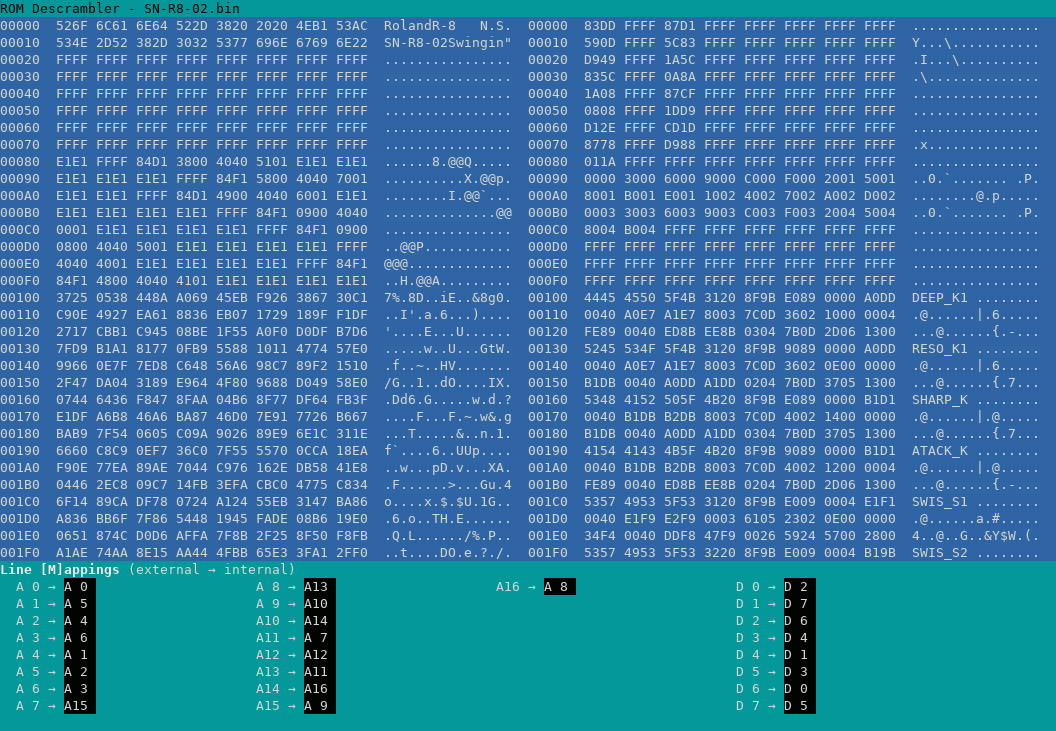 ROM Descrambler - SN-R8-02.bin
00000  526F 6C61 6E64 522D 3820 2020 4EB1 53AC  RolandR-8   N.S.  00000  83DD FFFF 87D1 FFFF FFFF FFFF FFFF FFFF  ................
00010  534E 2D52 382D 3032 5377 696E 6769 6E22  SN-R8-02Swingin"  00010  590D FFFF 5C83 FFFF FFFF FFFF FFFF FFFF  Y...\...........
00020  FFFF FFFF FFFF FFFF FFFF FFFF FFFF FFFF  ................  00020  D949 FFFF 1A5C FFFF FFFF FFFF FFFF FFFF  .I...\..........
00030  FFFF FFFF FFFF FFFF FFFF FFFF FFFF FFFF  ................  00030  835C FFFF 0A8A FFFF FFFF FFFF FFFF FFFF  .\..............
00040  FFFF FFFF FFFF FFFF FFFF FFFF FFFF FFFF  ................  00040  1A08 FFFF 87CF FFFF FFFF FFFF FFFF FFFF  ................
00050  FFFF FFFF FFFF FFFF FFFF FFFF FFFF FFFF  ................  00050  0808 FFFF 1DD9 FFFF FFFF FFFF FFFF FFFF  ................
00060  FFFF FFFF FFFF FFFF FFFF FFFF FFFF FFFF  ................  00060  D12E FFFF CD1D FFFF FFFF FFFF FFFF FFFF  ................
00070  FFFF FFFF FFFF FFFF FFFF FFFF FFFF FFFF  ................  00070  8778 FFFF D988 FFFF FFFF FFFF FFFF FFFF  .x..............
00080  E1E1 FFFF 84D1 3800 4040 5101 E1E1 E1E1  ......8.@@Q.....  00080  011A FFFF FFFF FFFF FFFF FFFF FFFF FFFF  ................
00090  E1E1 E1E1 E1E1 FFFF 84F1 5800 4040 7001  ..........X.@@p.  00090  0000 3000 6000 9000 C000 F000 2001 5001  ..0.`....... .P.
000A0  E1E1 E1E1 FFFF 84D1 4900 4040 6001 E1E1  ........I.@@`...  000A0  8001 B001 E001 1002 4002 7002 A002 D002  ........@.p.....
000B0  E1E1 E1E1 E1E1 E1E1 FFFF 84F1 0900 4040  ..............@@  000B0  0003 3003 6003 9003 C003 F003 2004 5004  ..0.`....... .P.
000C0  0001 E1E1 E1E1 E1E1 E1E1 FFFF 84F1 0900  ................  000C0  8004 B004 FFFF FFFF FFFF FFFF FFFF FFFF  ................
000D0  0800 4040 5001 E1E1 E1E1 E1E1 E1E1 FFFF  ..@@P...........  000D0  FFFF FFFF FFFF FFFF FFFF FFFF FFFF FFFF  ................
000E0  4040 4001 E1E1 E1E1 E1E1 E1E1 FFFF 84F1  @@@.............  000E0  FFFF FFFF FFFF FFFF FFFF FFFF FFFF FFFF  ................
000F0  84F1 4800 4040 4101 E1E1 E1E1 E1E1 E1E1  ..H.@@A.........  000F0  FFFF FFFF FFFF FFFF FFFF FFFF FFFF FFFF  ................
00100  3725 0538 448A A069 45EB F926 3867 30C1  7%.8D..iE..&8g0.  00100  4445 4550 5F4B 3120 8F9B E089 0000 A0DD  DEEP_K1 ........
00110  C90E 4927 EA61 8836 EB07 1729 189F F1DF  ..I'.a.6...)....  00110  0040 A0E7 A1E7 8003 7C0D 3602 1000 0004  .@......|.6.....
00120  2717 CBB1 C945 08BE 1F55 A0F0 D0DF B7D6  '....E...U......  00120  FE89 0040 ED8B EE8B 0304 7B0D 2D06 1300  ...@......{.-...
00130  7FD9 B1A1 8177 0FB9 5588 1011 4774 57E0  .....w..U...GtW.  00130  5245 534F 5F4B 3120 8F9B 9089 0000 A0DD  RESO_K1 ........
00140  9966 0E7F 7ED8 C648 56A6 98C7 89F2 1510  .f..~..HV.......  00140  0040 A0E7 A1E7 8003 7C0D 3602 0E00 0004  .@......|.6.....
00150  2F47 DA04 3189 E964 4F80 9688 D049 58E0  /G..1..dO....IX.  00150  B1DB 0040 A0DD A1DD 0204 7B0D 3705 1300  ...@......{.7...
00160  0744 6436 F847 8FAA 04B6 8F77 DF64 FB3F  .Dd6.G.....w.d.?  00160  5348 4152 505F 4B20 8F9B E089 0000 B1D1  SHARP_K ........
00170  E1DF A6B8 46A6 BA87 46D0 7E91 7726 B667  ....F...F.~.w&.g  00170  0040 B1DB B2DB 8003 7C0D 4002 1400 0004  .@......|.@.....
00180  BAB9 7F54 0605 C09A 9026 89E9 6E1C 311E  ...T.....&..n.1.  00180  B1DB 0040 A0DD A1DD 0304 7B0D 3705 1300  ...@......{.7...
00190  6660 C8C9 0EF7 36C0 7F55 5570 0CCA 18EA  f`....6..UUp....  00190  4154 4143 4B5F 4B20 8F9B 9089 0000 B1D1  ATACK_K ........
001A0  F90E 77EA 89AE 7044 C976 162E DB58 41E8  ..w...pD.v...XA.  001A0  0040 B1DB B2DB 8003 7C0D 4002 1200 0004  .@......|.@.....
001B0  0446 2EC8 09C7 14FB 3EFA CBC0 4775 C834  .F......>...Gu.4  001B0  FE89 0040 ED8B EE8B 0204 7B0D 2D06 1300  ...@......{.-...
001C0  6F14 89CA DF78 0724 A124 55EB 3147 BA86  o....x.$.$U.1G..  001C0  5357 4953 5F53 3120 8F9B E009 0004 E1F1  SWIS_S1 ........
001D0  A836 BB6F 7F86 5448 1945 FADE 08B6 19E0  .6.o..TH.E......  001D0  0040 E1F9 E2F9 0003 6105 2302 0E00 0000  .@......a.#.....
001E0  0651 874C D0D6 AFFA 7F8B 2F25 8F50 F8FB  .Q.L....../%.P..  001E0  34F4 0040 DDF8 47F9 0026 5924 5700 2800  4..@..G..&Y$W.(.
001F0  A1AE 74AA 8E15 AA44 4FBB 65E3 3FA1 2FF0  ..t....DO.e.?./.  001F0  5357 4953 5F53 3220 8F9B E009 0004 B19B  SWIS_S2 ........
Line [M]appings (external → internal)
A 0 → A 0    A 8 → A13    A16 → A 8    D 0 → D 2
A 1 → A 5    A 9 → A10    D 1 → D 7
A 2 → A 4    A10 → A14    D 2 → D 6
A 3 → A 6    A11 → A 7    D 3 → D 4
A 4 → A 1    A12 → A12    D 4 → D 1
A 5 → A 2    A13 → A11    D 5 → D 3
A 6 → A 3    A14 → A16    D 6 → D 0
A 7 → A15    A15 → A 9    D 7 → D 5